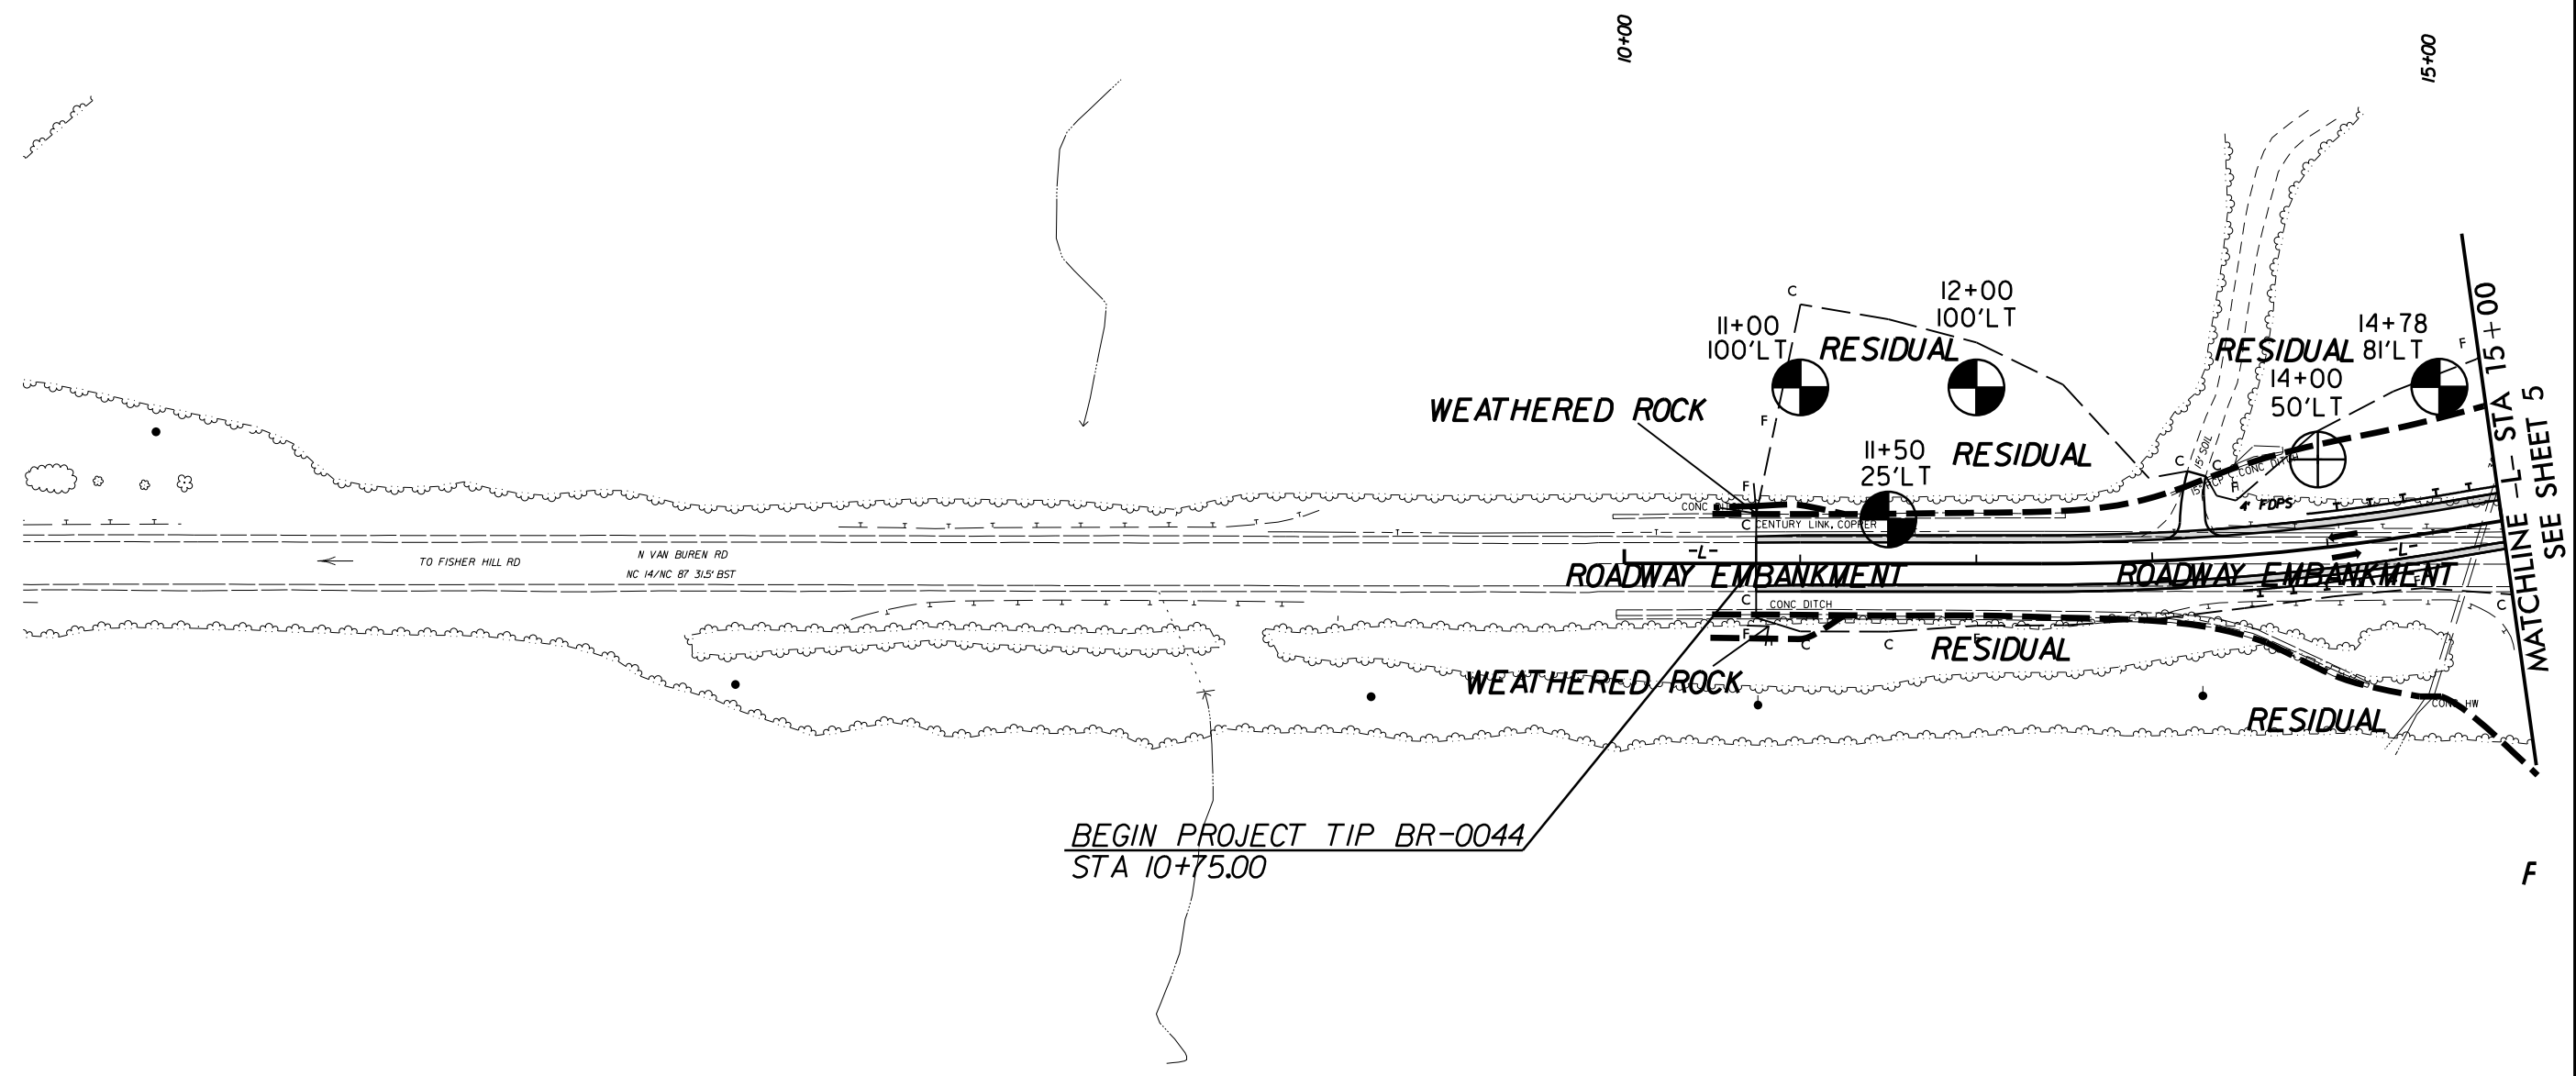 10+00
15+00
12+00
100'LT
11+00
100'LT
RESIDUAL
RESIDUAL
14+78
81'LT
14+00
50'LT
C
F
F
WEATHERED ROCK
11+50
25'LT
RESIDUAL
C
C
15' SOIL
CONC DITCH
F
F
4' FDPS
C
CENTURY LINK, COPPER
-L-
-L-
TO FISHER HILL RD
N VAN BUREN RD
NC 14/NC 87 31.5' BST
ROADWAY EMBANKMENT
ROADWAY EMBANKMENT
F
C
CONC DITCH
C
F
C
C
F
RESIDUAL
WEATHERED ROCK
CONC HW
RESIDUAL
MATCHLINE -L- STA 15+00
SEE SHEET 5
BEGIN PROJECT TIP BR-0044
STA 10+75.00
F